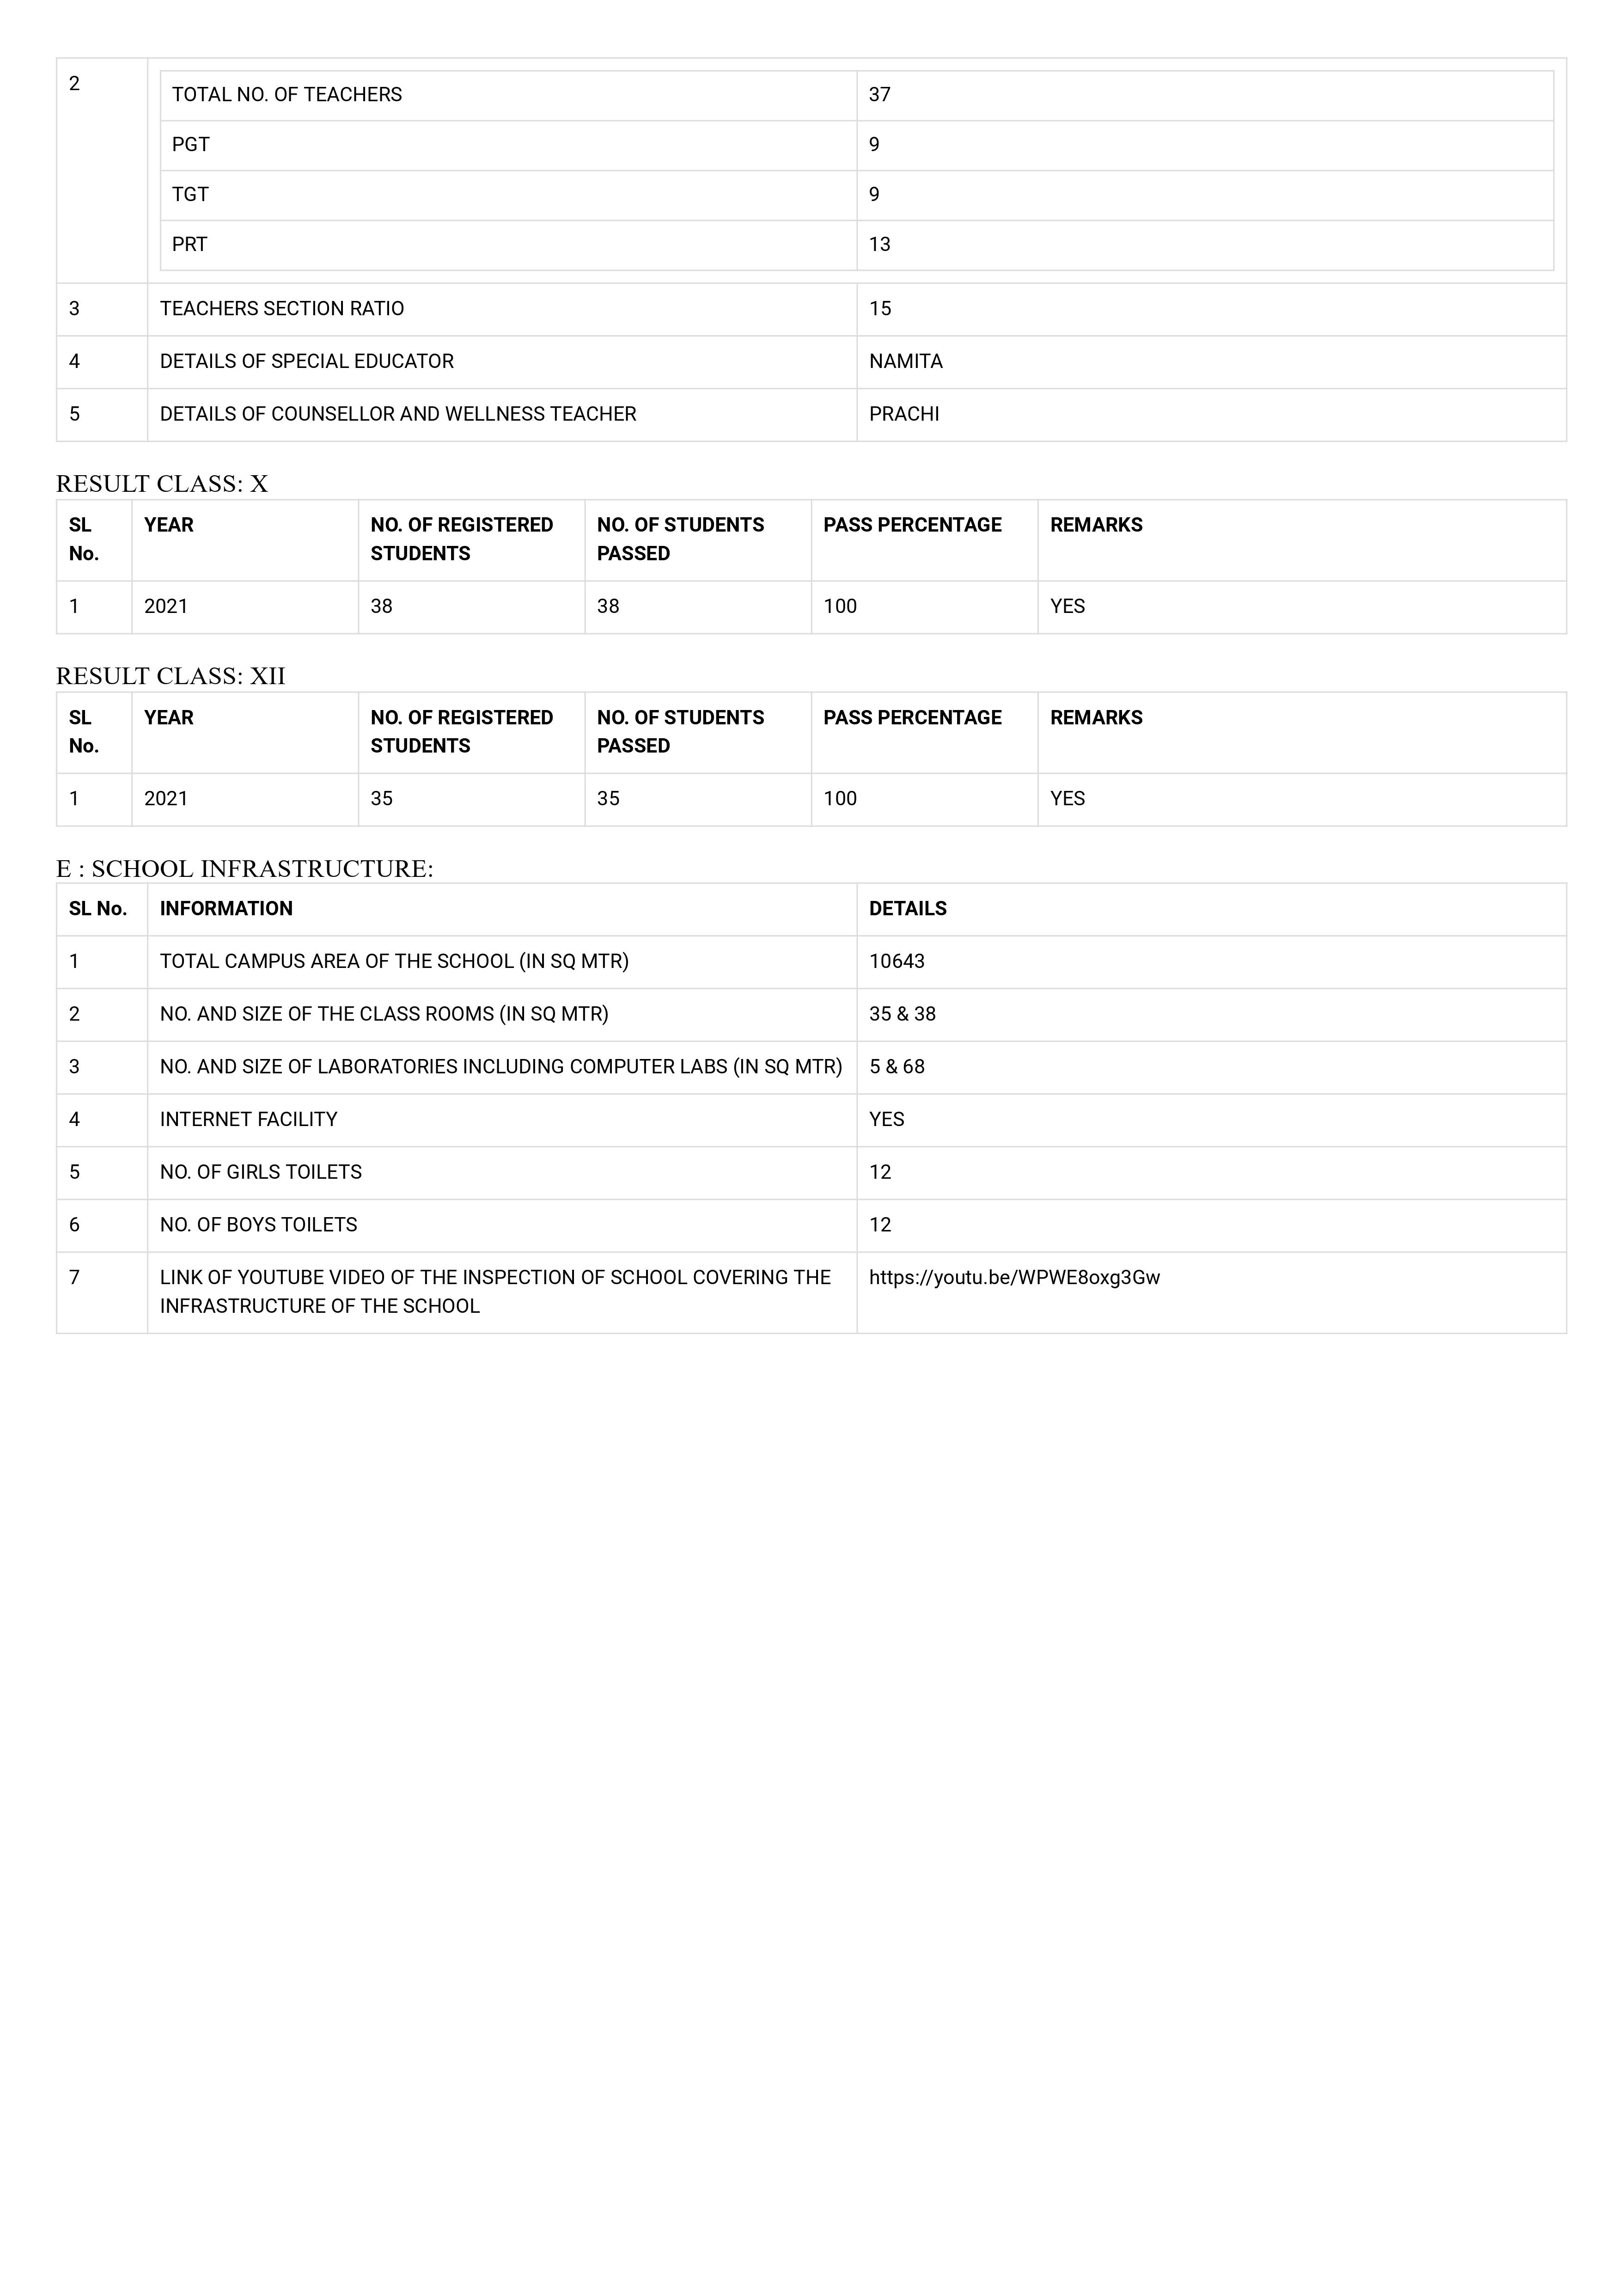 2
TOTAL NO. OF TEACHERS 37
PGT 9
TGT 9
PRT 13
3 TEACHERS SECTION RATIO 15
4 DETAILS OF SPECIAL EDUCATOR NAMITA
5 DETAILS OF COUNSELLOR AND WELLNESS TEACHER PRACHI
RESULT CLASS: X
SL YEAR NO. OF REGISTERED NO. OF STUDENTS PASS PERCENTAGE REMARKS
No. STUDENTS PASSED
1 2021 38 38 100 YES
RESULT CLASS: XII
SL YEAR NO. OF REGISTERED NO. OF STUDENTS PASS PERCENTAGE REMARKS
No. STUDENTS PASSED
1 2021 35 35 100 YES
E : SCHOOL INFRASTRUCTURE:
SL No. INFORMATION DETAILS
1 TOTAL CAMPUS AREA OF THE SCHOOL (IN SQ MTR) 10643
2 NO. AND SIZE OF THE CLASS ROOMS (IN SQ MTR) 35 & 38
3 NO. AND SIZE OF LABORATORIES INCLUDING COMPUTER LABS (IN SQ MTR) 5 & 68
4 INTERNET FACILITY YES
5 NO. OF GIRLS TOILETS 12
6 NO. OF BOYS TOILETS 12
7 LINK OF YOUTUBE VIDEO OF THE INSPECTION OF SCHOOL COVERING THE https://youtu.be/WPWE8oxg3Gw
INFRASTRUCTURE OF THE SCHOOL